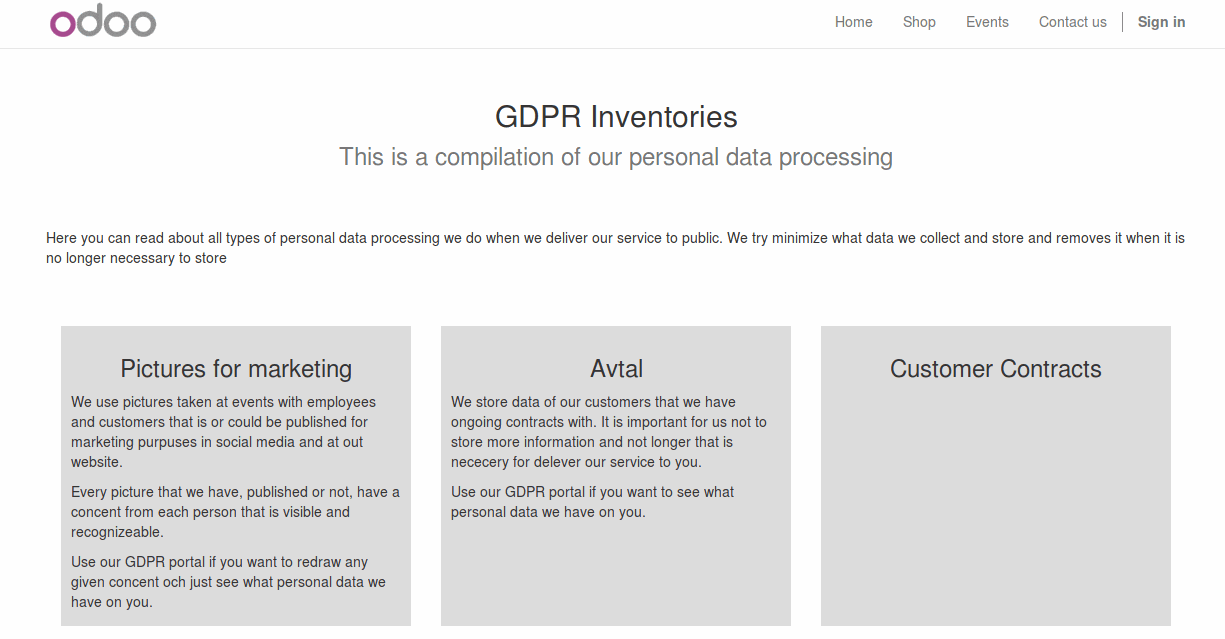 odoo
Home Shop Events Contact us Sign in
GDPR Inventories
This is a compilation of our personal data processing
Here you can read about all types of personal data processing we do when we deliver our service to public. We try minimize what data we collect and store and removes it when it is
no longer necessary to store
Pictures for marketing
We use pictures taken at events with employees
and customers that is or could be published for
marketing purpuses in social media and at out
website.
Every picture that we have, published or not, have a
concent from each person that is visible and
recognizeable.
Use our GDPR portal if you want to redraw any
given concent och just see what personal data we
have on you.
Avtal
We store data of our customers that we have
ongoing contracts with. It is important for us not to
store more information and not longer that is
nececery for delever our service to you.
Use our GDPR portal if you want to see what
personal data we have on you.
Customer Contracts